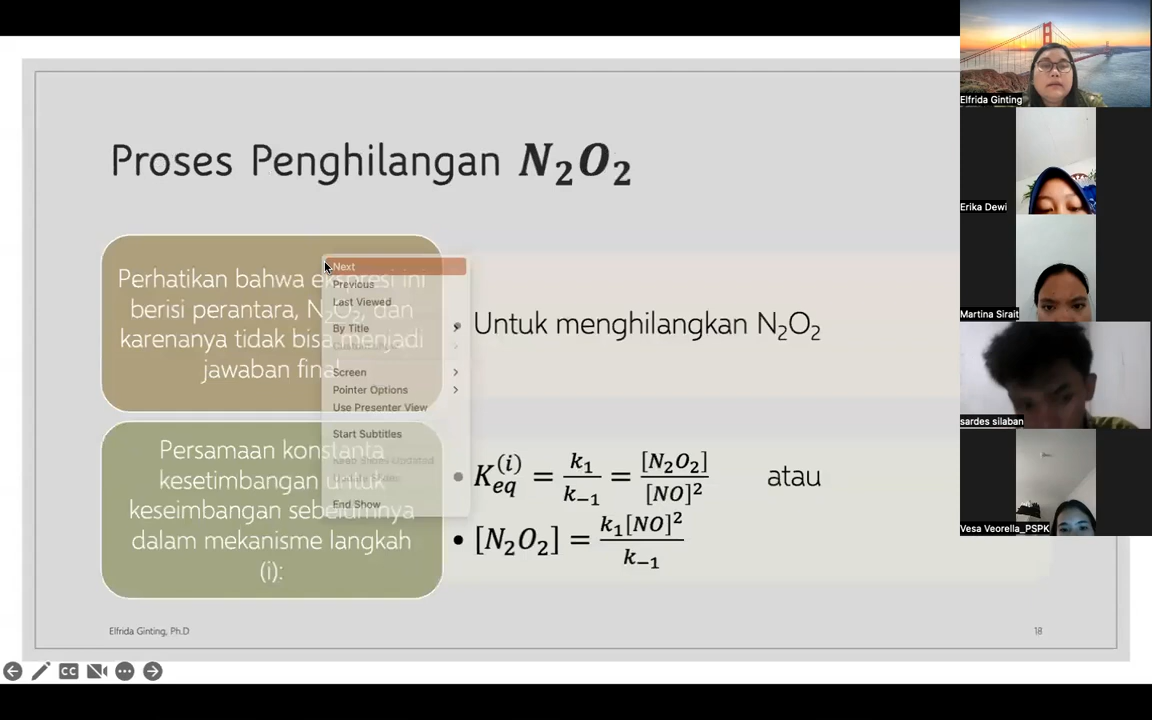 Proses Penghilangan N₂O₂
Perhatikan bahwa ekspresi ini
berisi perantara, N₂O₂, dan
karenanya tidak bisa menjadi
jawaban final
• Untuk menghilangkan N₂O₂
Persamaan konstanta
kesetimbangan untuk
keseimbangan sebelumnya
dalam mekanisme langkah
(i):
• K_eq^(i) = k₁/k₋₁ = [N₂O₂]/[NO]² atau
• [N₂O₂] = k₁[NO]²/k₋₁
Elfrida Ginting, Ph.D
18
Next
Previous
Last Viewed
By Title
Screen
Pointer Options
Use Presenter View
Start Subtitles
End Show
CC
Elfrida Ginting
Erika Dewi
Martina Sirait
sardes silaban
Vesa Veorella_PSPK